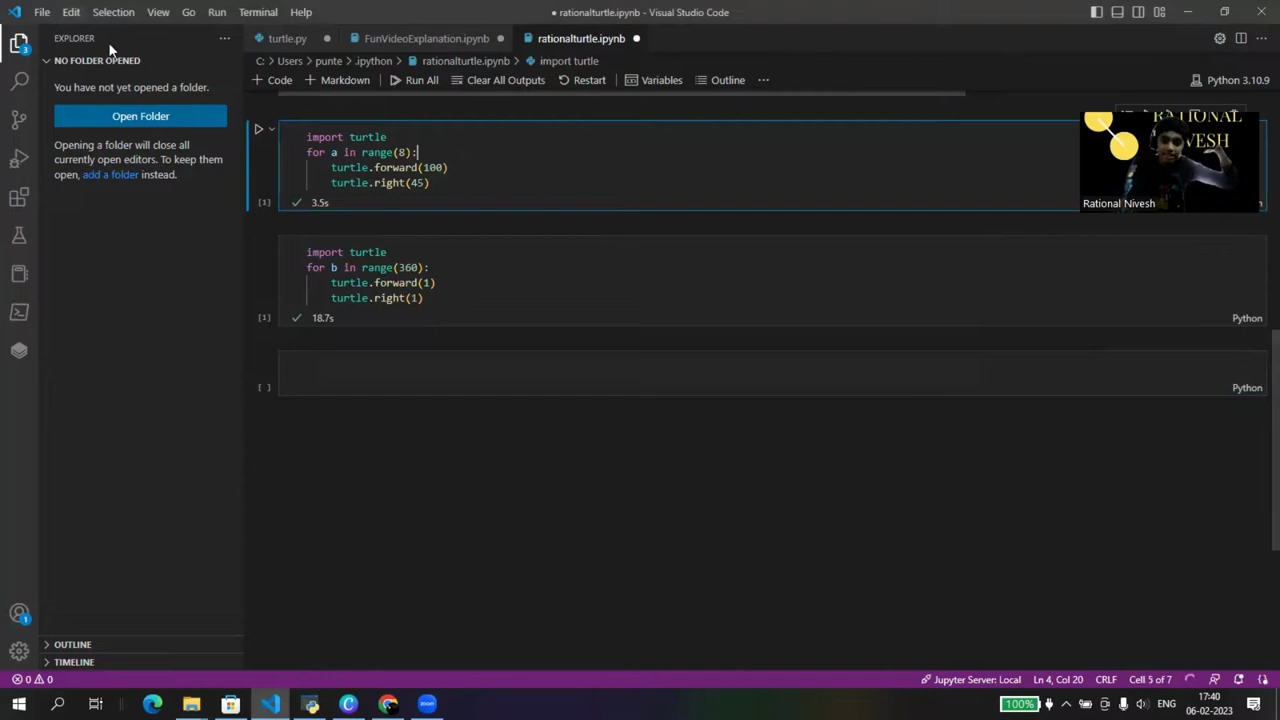 File Edit Selection View Go Run Terminal Help
● rationalturtle.ipynb - Visual Studio Code
EXPLORER
turtle.py
FunVideoExplanation.ipynb
rationalturtle.ipynb
NO FOLDER OPENED
C: > Users > punte > .ipython > rationalturtle.ipynb > import turtle
You have not yet opened a folder.
+ Code + Markdown Run All Clear All Outputs Restart Variables Outline ...
Python 3.10.9
Open Folder
Opening a folder will close all
currently open editors. To keep them
open, add a folder instead.
import turtle
for a in range(8):
turtle.forward(100)
turtle.right(45)
[1] ✓ 3.5s
RATIONAL
NIVESH
Rational Nivesh
import turtle
for b in range(360):
turtle.forward(1)
turtle.right(1)
[1] ✓ 18.7s
Python
[ ]
Python
3
1
OUTLINE
TIMELINE
0 0
Jupyter Server: Local Ln 4, Col 20 CRLF Cell 5 of 7
100%
ENG
17:40
06-02-2023